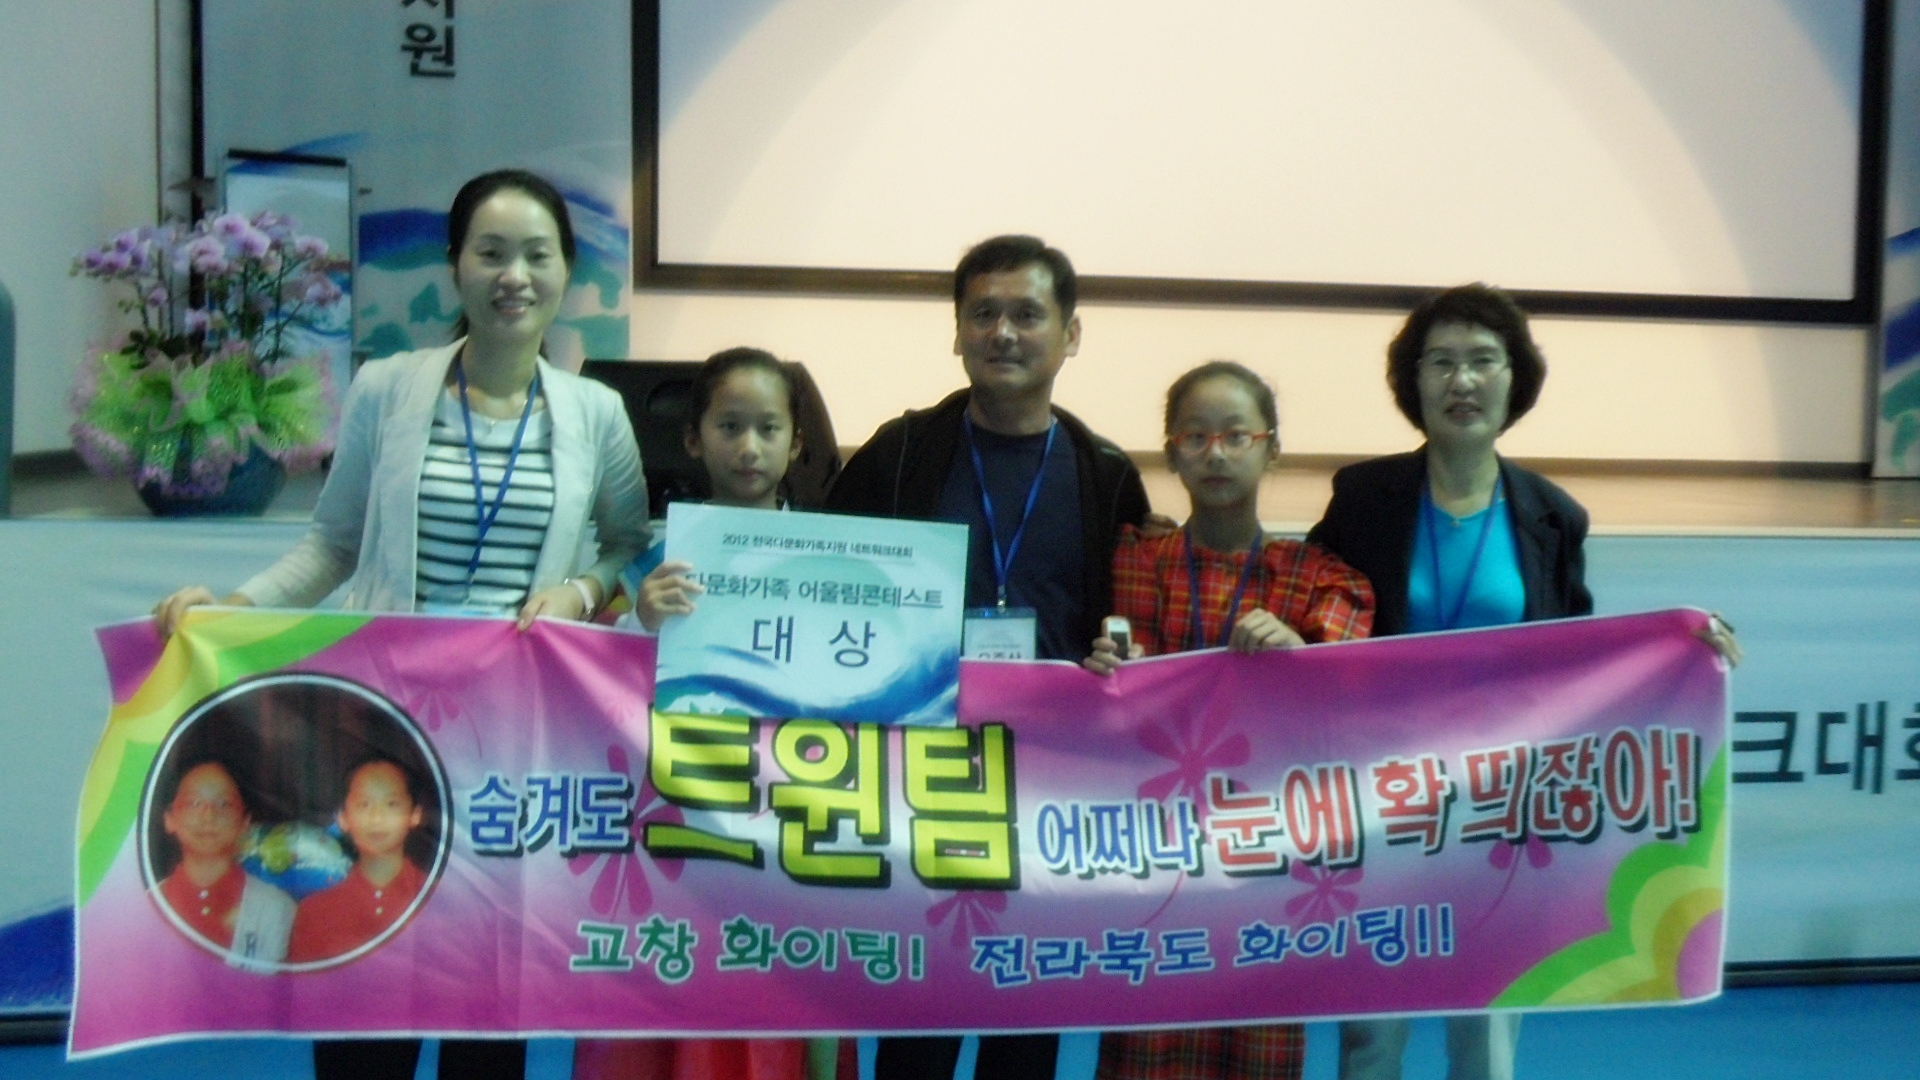 지원
2012 전국다문화가족지원 네트워크대회
다문화가족 어울림콘테스트
대 상
숨겨도 트윈팀 어쩌나 눈에 확 띄잖아!
고창 화이팅! 전라북도 화이팅!!
크대회